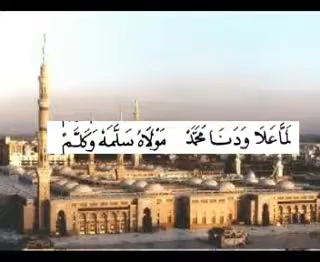 لَمَّا عَلَا وَدَنَا مُحَمَّدْ مَوْلَاهُ سَلَّمَهْ وَكَلَّمْ